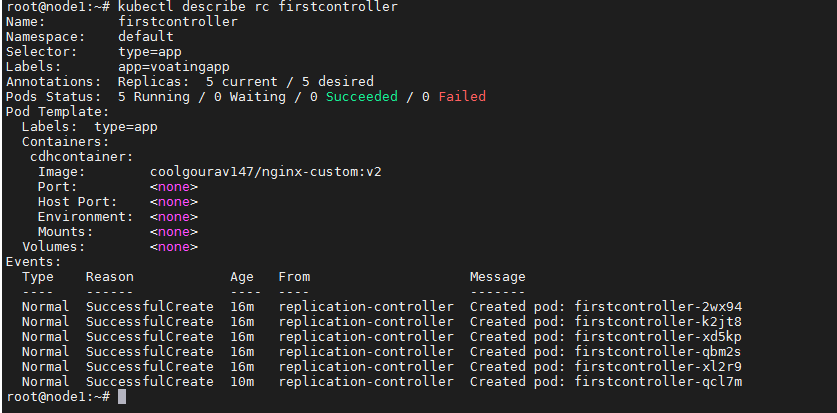 root@node1:~# kubectl describe rc firstcontroller
Name:         firstcontroller
Namespace:    default
Selector:     type=app
Labels:       app=voatingapp
Annotations:  Replicas:  5 current / 5 desired
Pods Status:  5 Running / 0 Waiting / 0 Succeeded / 0 Failed
Pod Template:
  Labels:  type=app
  Containers:
   cdhcontainer:
    Image:        coolgourav147/nginx-custom:v2
    Port:         <none>
    Host Port:    <none>
    Environment:  <none>
    Mounts:       <none>
  Volumes:        <none>
Events:
  Type    Reason            Age   From                    Message
  ----    ------            ----  ----                    -------
  Normal  SuccessfulCreate  16m   replication-controller  Created pod: firstcontroller-2wx94
  Normal  SuccessfulCreate  16m   replication-controller  Created pod: firstcontroller-k2jt8
  Normal  SuccessfulCreate  16m   replication-controller  Created pod: firstcontroller-xd5kp
  Normal  SuccessfulCreate  16m   replication-controller  Created pod: firstcontroller-qbm2s
  Normal  SuccessfulCreate  16m   replication-controller  Created pod: firstcontroller-xl2r9
  Normal  SuccessfulCreate  10m   replication-controller  Created pod: firstcontroller-qcl7m
root@node1:~#